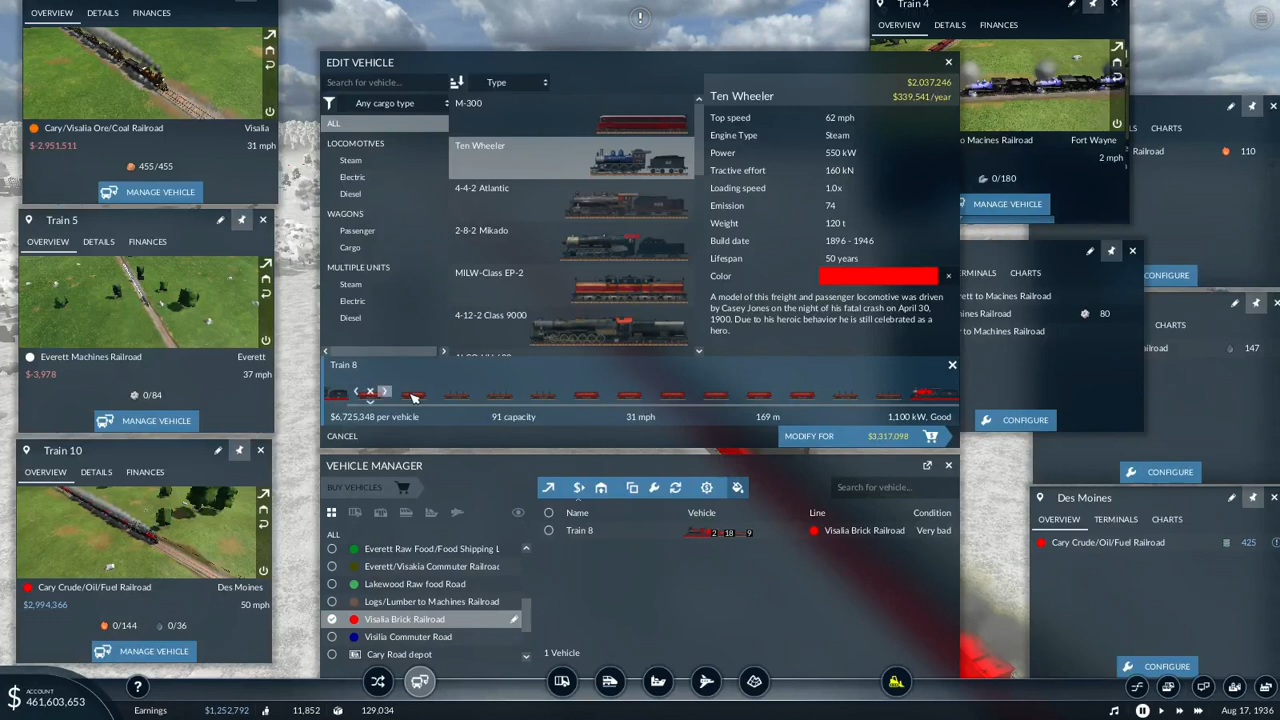 OVERVIEW DETAILS FINANCES
Cary/Visalia Ore/Coal Railroad Visalia
$-2,951,511 31 mph
455/455
MANAGE VEHICLE
Train 5
OVERVIEW DETAILS FINANCES
Everett Machines Railroad Everett
$-3,978 37 mph
0/84
MANAGE VEHICLE
Train 10
OVERVIEW DETAILS FINANCES
Cary Crude/Oil/Fuel Railroad Des Moines
$2,994,366 50 mph
0/144 0/36
MANAGE VEHICLE
EDIT VEHICLE
Search for vehicle... Type
Any cargo type
ALL
LOCOMOTIVES
Steam
Electric
Diesel
WAGONS
Passenger
Cargo
MULTIPLE UNITS
Steam
Electric
Diesel
M-300
Ten Wheeler
4-4-2 Atlantic
2-8-2 Mikado
MILW-Class EP-2
4-12-2 Class 9000
$2,037,246
Ten Wheeler $339,541/year
Top speed 62 mph
Engine Type Steam
Power 550 kW
Tractive effort 160 kN
Loading speed 1.0x
Emission 74
Weight 120 t
Build date 1896 - 1946
Lifespan 50 years
Color
A model of this freight and passenger locomotive was driven
by Casey Jones on the night of his fatal crash on April 30,
1900. Due to his heroic behavior he is still celebrated as a
hero.
Train 8
$6,725,348 per vehicle 91 capacity 31 mph 169 m 1,100 kW, Good
CANCEL MODIFY FOR $3,317,098
VEHICLE MANAGER
BUY VEHICLES Search for vehicle...
Name Vehicle Line Condition
Train 8 2 18 9 Visalia Brick Railroad Very bad
ALL
Everett Raw Food/Food Shipping L
Everett/Visakia Commuter Railroad
Lakewood Raw food Road
Logs/Lumber to Machines Railroad
Visalia Brick Railroad
Visilia Commuter Road
Cary Road depot
1 Vehicle
Train 4
OVERVIEW DETAILS FINANCES
o Macines Railroad Fort Wayne
2 mph
0/180
MANAGE VEHICLE
LS CHARTS
Railroad 110
CONFIGURE
ERMINALS CHARTS
rett to Macines Railroad
nes Railroad 80
y to Machines Railroad
CONFIGURE
CHARTS
lroad 147
CONFIGURE
Des Moines
OVERVIEW TERMINALS CHARTS
Cary Crude/Oil/Fuel Railroad 425
CONFIGURE
$ ACCOUNT
461,603,653
?
Earnings $1,252,792 11,852 129,034
Aug 17, 1936